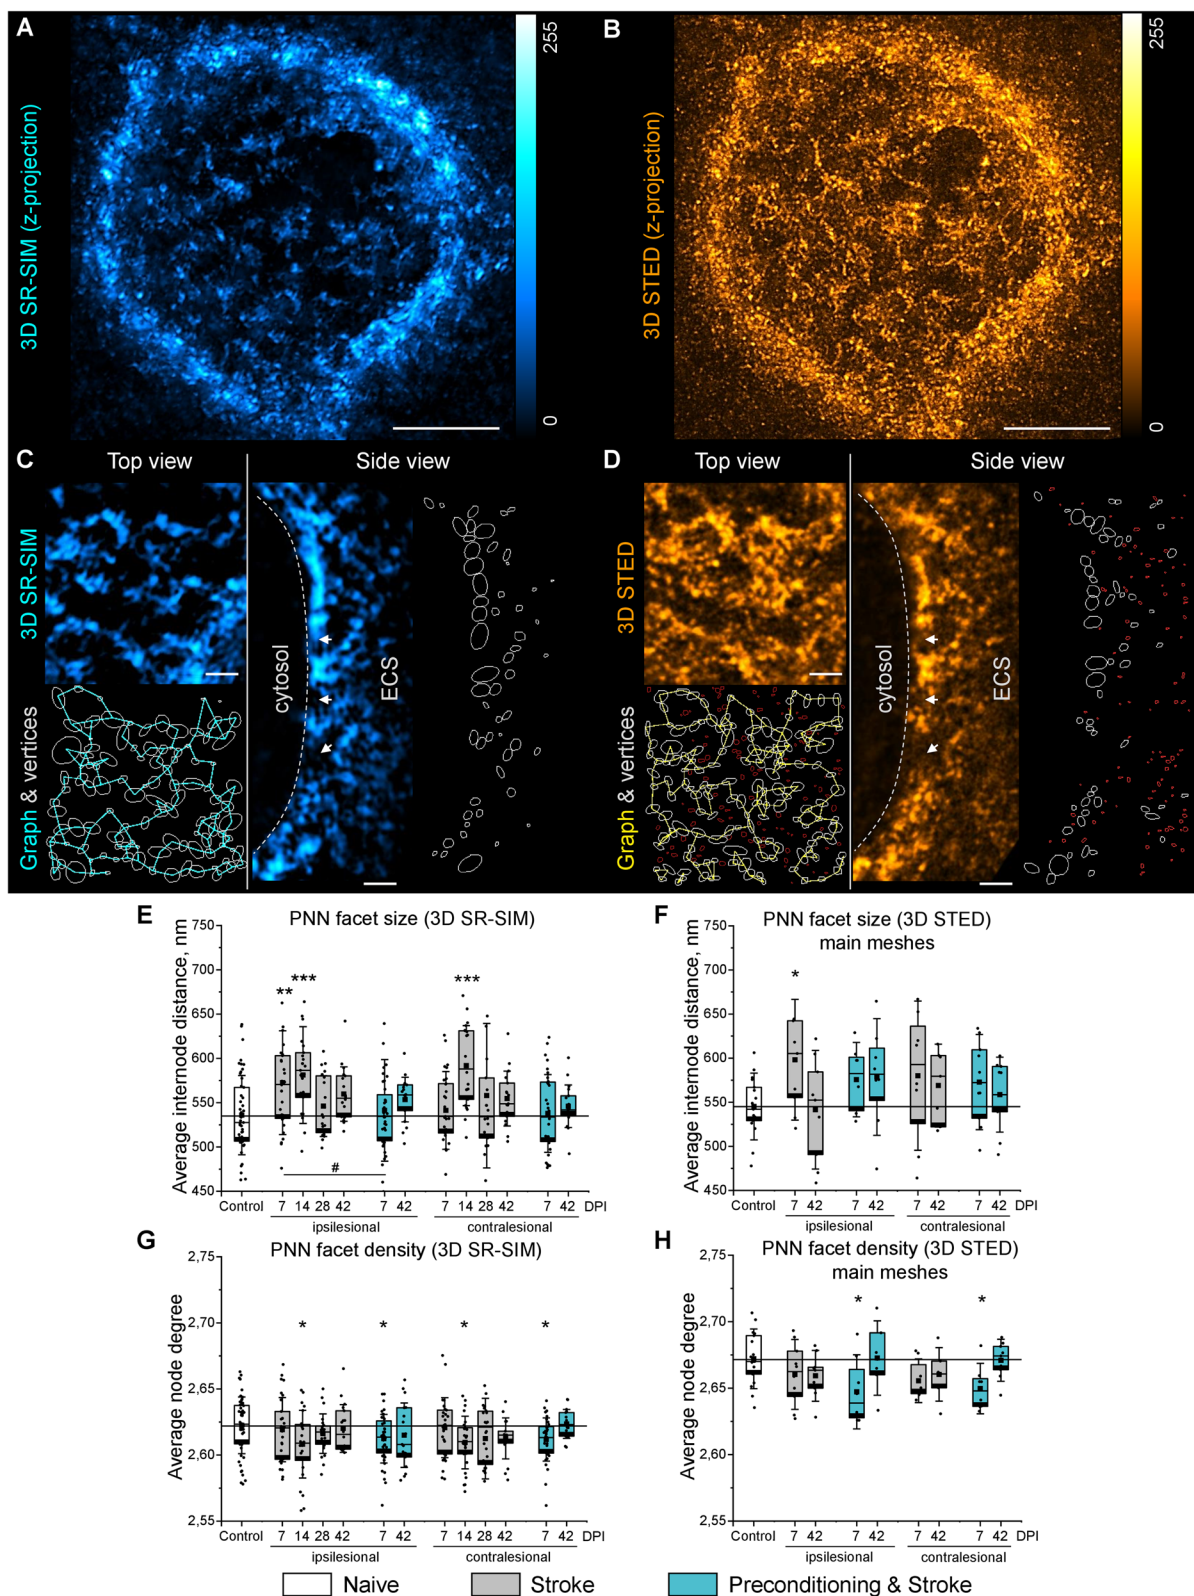 A
3D SR-SIM (z-projection)
255
0
B
3D STED (z-projection)
255
0
C
Top view
Side view
3D SR-SIM
Graph & vertices
cytosol
ECS
D
Top view
Side view
3D STED
Graph & vertices
cytosol
ECS
E
PNN facet size (3D SR-SIM)
Average internode distance, nm
750
700
650
600
550
500
450
** *** ***
#
Control 7 14 28 42 7 42 7 14 28 42 7 42 DPI
ipsilesional contralesional
F
PNN facet size (3D STED)
main meshes
Average internode distance, nm
750
700
650
600
550
500
450
*
Control 7 42 7 42 7 42 7 42 DPI
ipsilesional contralesional
G
PNN facet density (3D SR-SIM)
Average node degree
2,75
2,70
2,65
2,60
2,55
* * * *
Control 7 14 28 42 7 42 7 14 28 42 7 42 DPI
ipsilesional contralesional
H
PNN facet density (3D STED)
main meshes
Average node degree
2,75
2,70
2,65
2,60
2,55
* *
Control 7 42 7 42 7 42 7 42 DPI
ipsilesional contralesional
Naive Stroke Preconditioning & Stroke